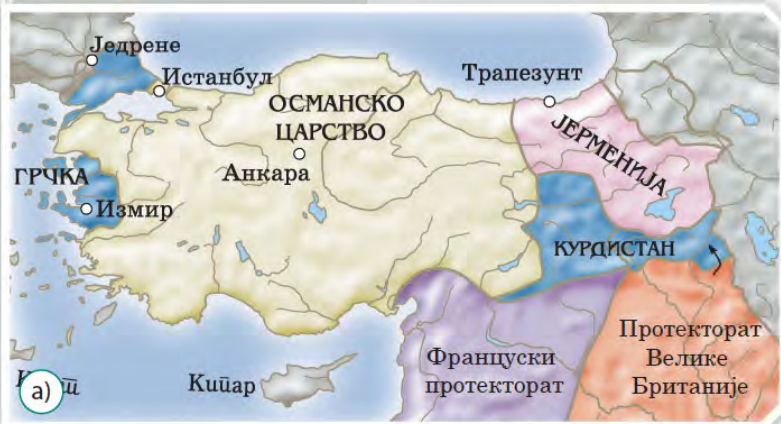 Једрене
Истанбул
ОСМАНСКО
ЦАРСТВО
Трапезунт
ЈЕРМЕНИЈА
Анкара
ГРЧКА
Измир
КУРДИСТАН
Француски
протекторат
Протекторат
Велике
Британије
Кипар
а)